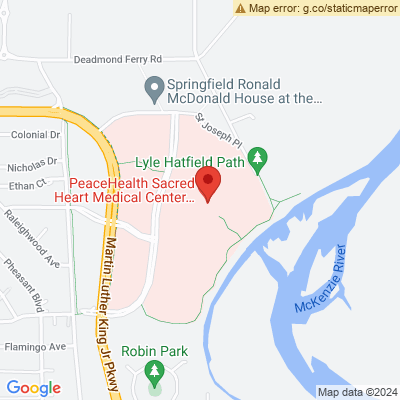 Map error: g.co/staticmaperror
Deadmond Ferry Rd
Springfield Ronald
McDonald House at the...
Colonial Dr
St Joseph Pl
Lyle Hatfield Path
Nicholas Dr
Ethan Ct
PeaceHealth Sacred
Heart Medical Center...
Raleighwood Ave
Pheasant Blvd
Martin Luther King Jr Pkwy
McKenzie River
Flamingo Ave
Robin Park
Google
Map data ©2024